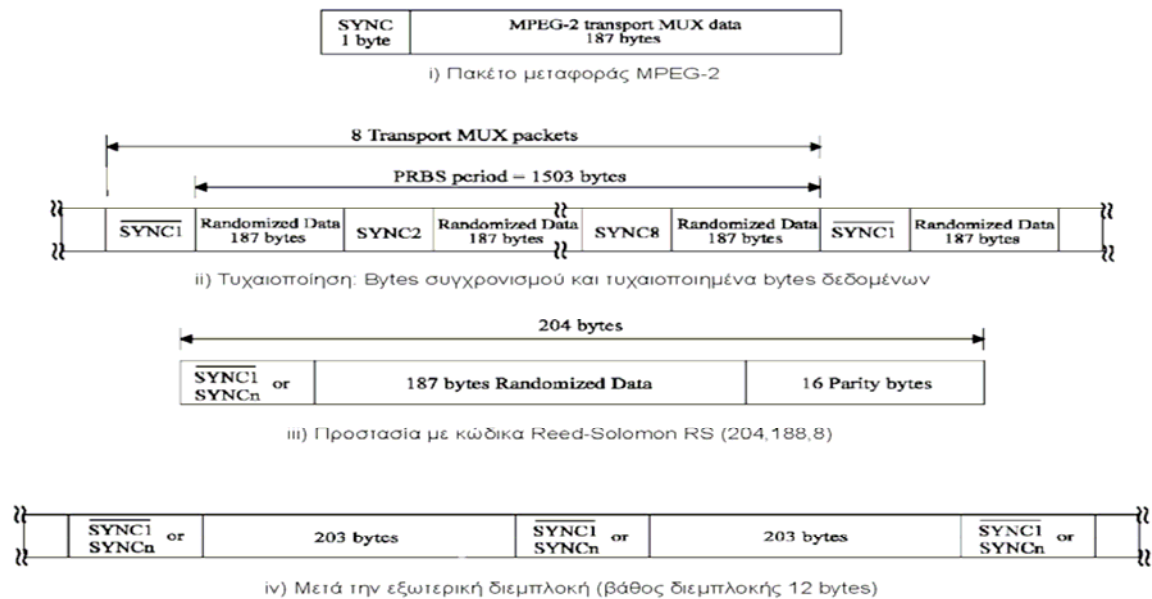 SYNC
1 byte
MPEG-2 transport MUX data
187 bytes
i) Πακέτο μεταφοράς MPEG-2
8 Transport MUX packets
PRBS period = 1503 bytes
SYNC1
Randomized Data
187 bytes
SYNC2
Randomized Data
187 bytes
SYNC8
Randomized Data
187 bytes
SYNC1
Randomized Data
187 bytes
ii) Τυχαιοποίηση: Bytes συγχρονισμού και τυχαιοποιημένα bytes δεδομένων
204 bytes
SYNC1 or
SYNCn
187 bytes Randomized Data
16 Parity bytes
iii) Προστασία με κώδικα Reed-Solomon RS (204,188,8)
SYNC1 or
SYNCn
203 bytes
SYNC1 or
SYNCn
203 bytes
SYNC1 or
SYNCn
iv) Μετά την εξωτερική διεμπλοκή (βάθος διεμπλοκής 12 bytes)